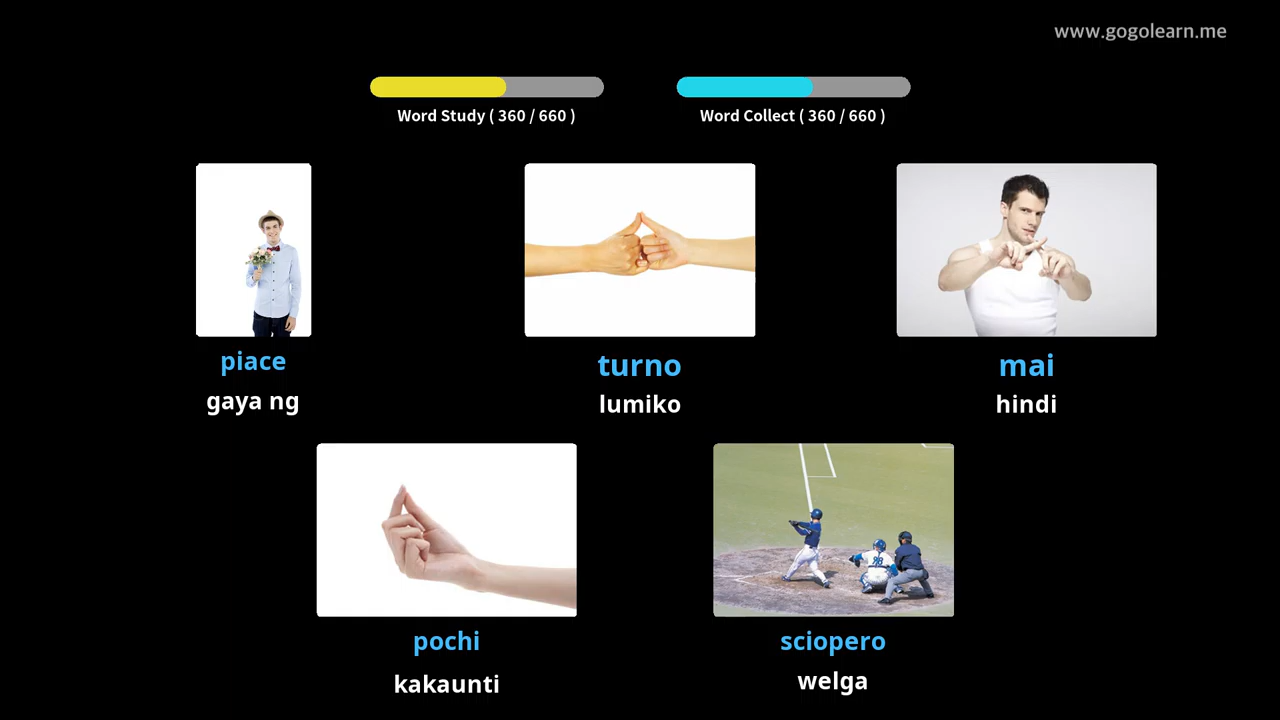 www.gogolearn.me
Word Study ( 360 / 660 )
Word Collect ( 360 / 660 )
piace
gaya ng
turno
lumiko
mai
hindi
pochi
kakaunti
sciopero
welga